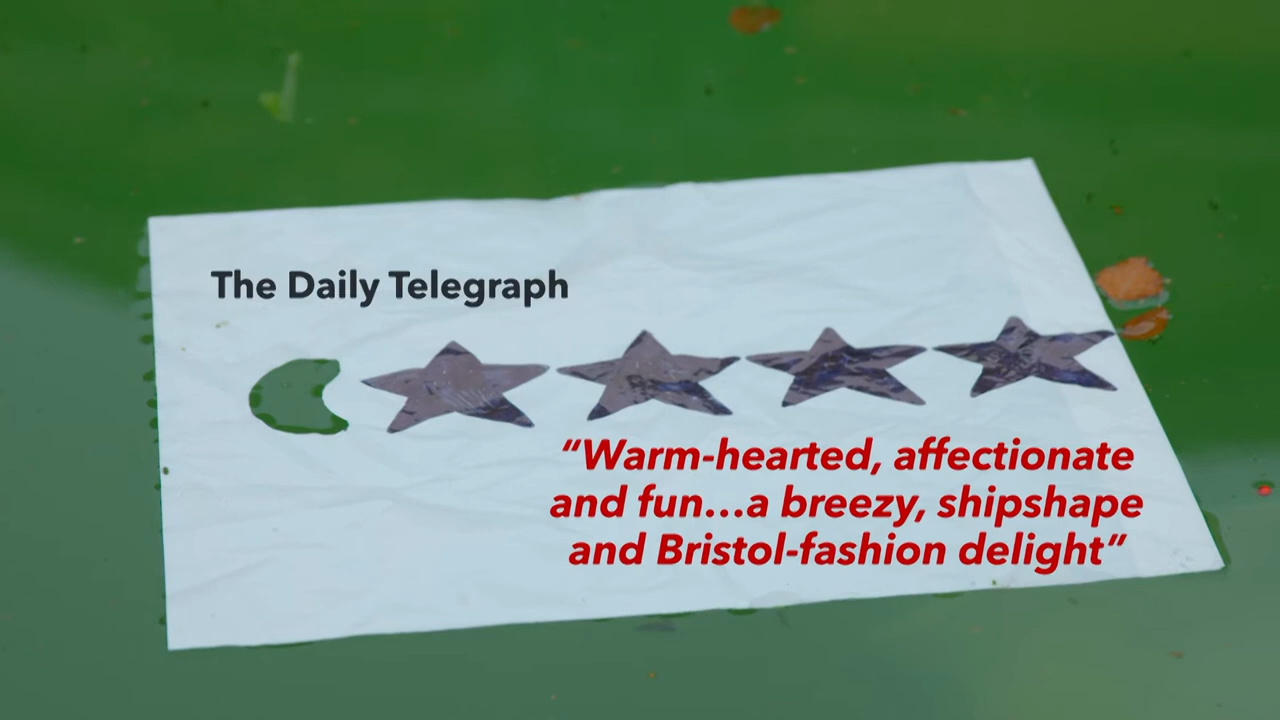 The Daily Telegraph
“Warm-hearted, affectionate
and fun...a breezy, shipshape
and Bristol-fashion delight”